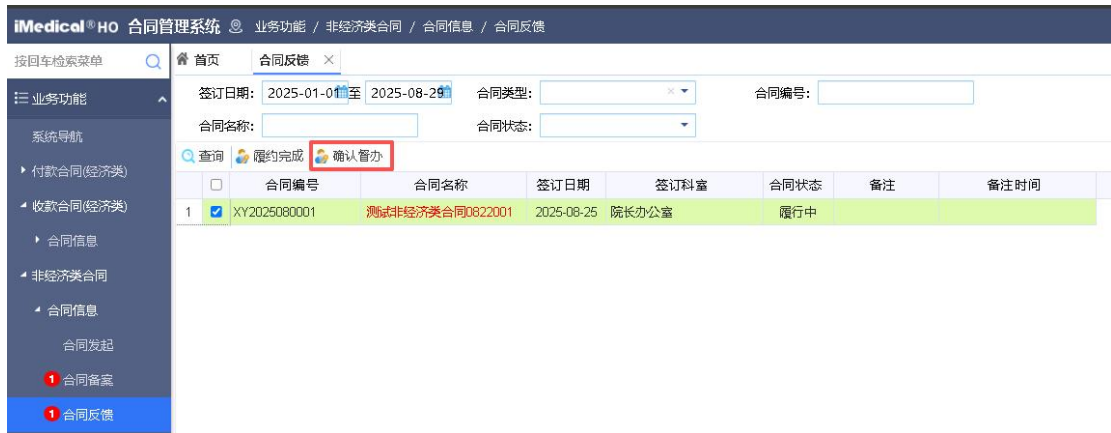 iMedical®HO 合同管理系统 业务功能 / 非经济类合同 / 合同信息 / 合同反馈
按回车检索菜单
首页 合同反馈 ×
业务功能
签订日期: 2025-01-01 至 2025-08-29 合同类型: × 合同编号:
系统导航
合同名称: 合同状态:
付款合同(经济类)
查询 履约完成 确认督办
合同编号 合同名称 签订日期 签订科室 合同状态 备注 备注时间
收款合同(经济类)
1 XY2025080001 测试非经济类合同0822001 2025-08-25 院长办公室 履行中
合同信息
非经济类合同
合同信息
合同发起
1 合同备案
1 合同反馈